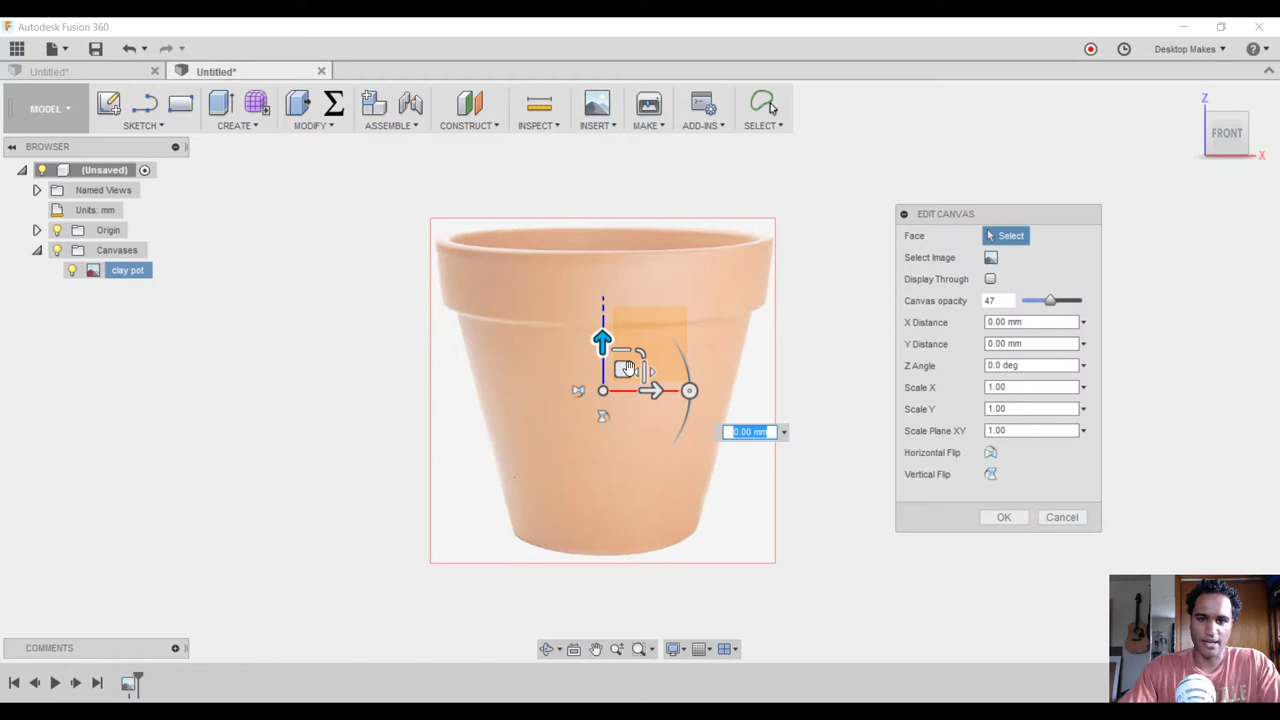 Autodesk Fusion 360
Desktop Makes
Untitled*
Untitled*
MODEL
SKETCH
CREATE
MODIFY
ASSEMBLE
CONSTRUCT
INSPECT
INSERT
MAKE
ADD-INS
SELECT
BROWSER
(Unsaved)
Named Views
Units: mm
Origin
Canvases
clay pot
Z
FRONT
X
0.00 mm
EDIT CANVAS
Face Select
Select Image
Display Through
Canvas opacity 47
X Distance 0.00 mm
Y Distance 0.00 mm
Z Angle 0.0 deg
Scale X 1.00
Scale Y 1.00
Scale Plane XY 1.00
Horizontal Flip
Vertical Flip
OK Cancel
COMMENTS